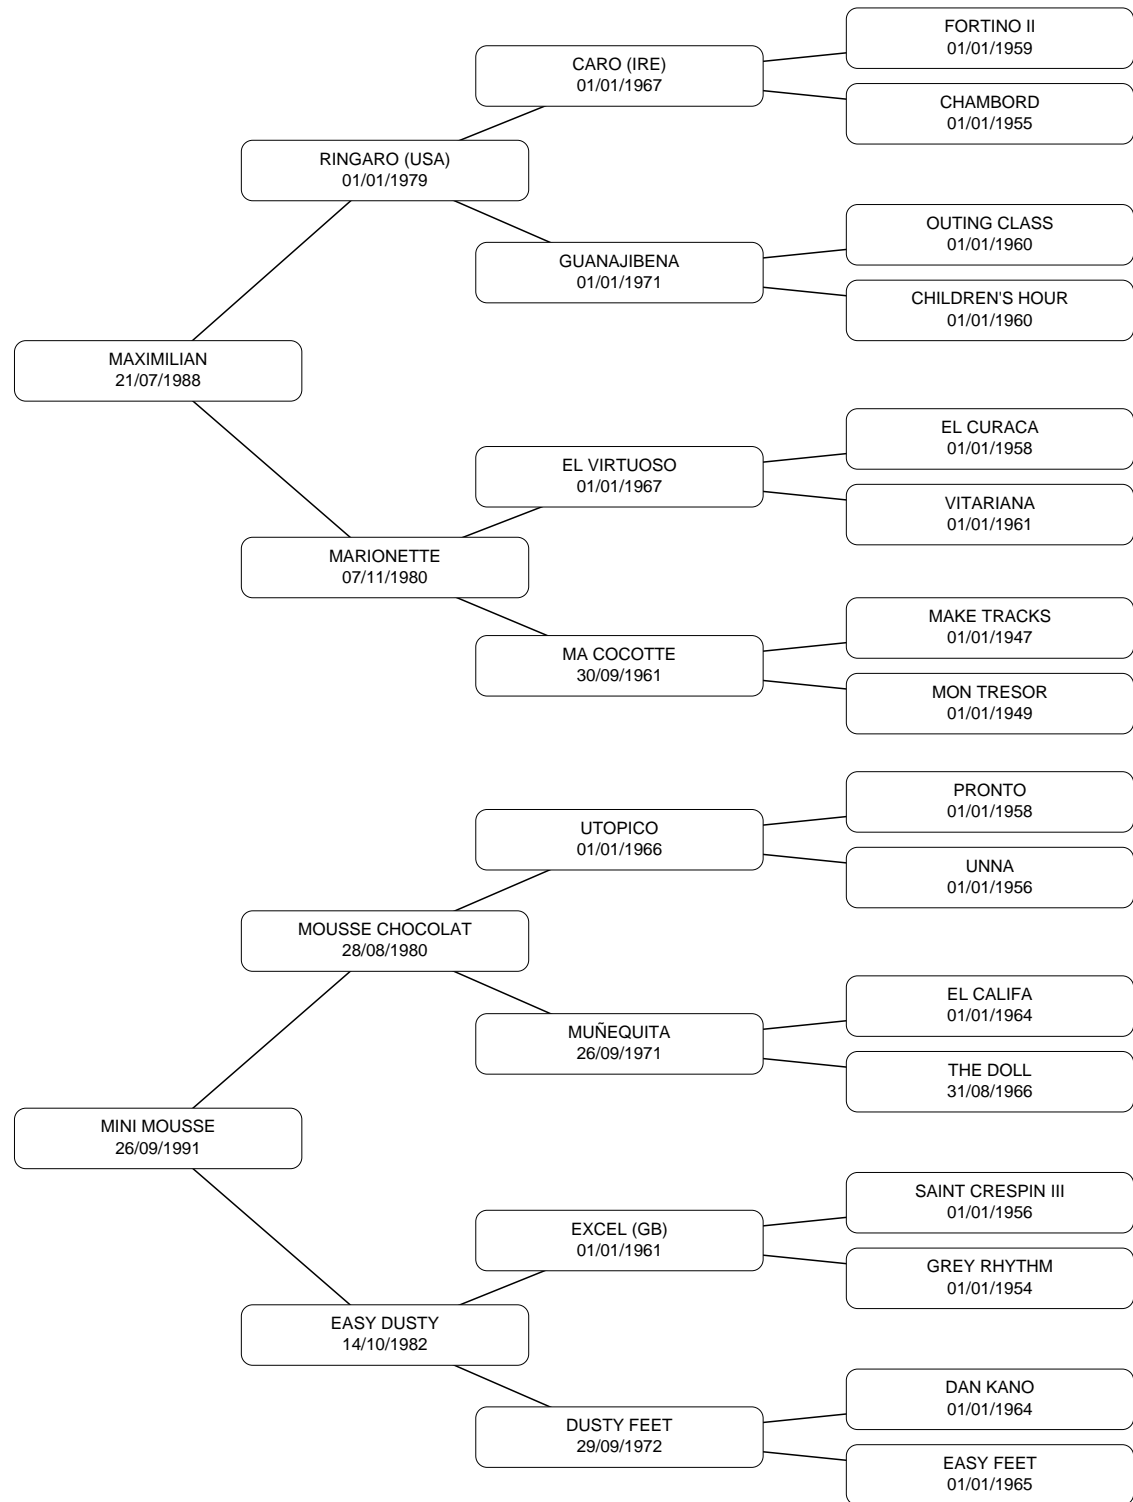 FORTINO II
01/01/1959
CARO (IRE)
01/01/1967
CHAMBORD
01/01/1955
RINGARO (USA)
01/01/1979
OUTING CLASS
01/01/1960
GUANAJIBENA
01/01/1971
CHILDREN'S HOUR
01/01/1960
MAXIMILIAN
21/07/1988
EL CURACA
01/01/1958
EL VIRTUOSO
01/01/1967
VITARIANA
01/01/1961
MARIONETTE
07/11/1980
MAKE TRACKS
01/01/1947
MA COCOTTE
30/09/1961
MON TRESOR
01/01/1949
PRONTO
01/01/1958
UTOPICO
01/01/1966
UNNA
01/01/1956
MOUSSE CHOCOLAT
28/08/1980
EL CALIFA
01/01/1964
MUÑEQUITA
26/09/1971
THE DOLL
31/08/1966
MINI MOUSSE
26/09/1991
SAINT CRESPIN III
01/01/1956
EXCEL (GB)
01/01/1961
GREY RHYTHM
01/01/1954
EASY DUSTY
14/10/1982
DAN KANO
01/01/1964
DUSTY FEET
29/09/1972
EASY FEET
01/01/1965